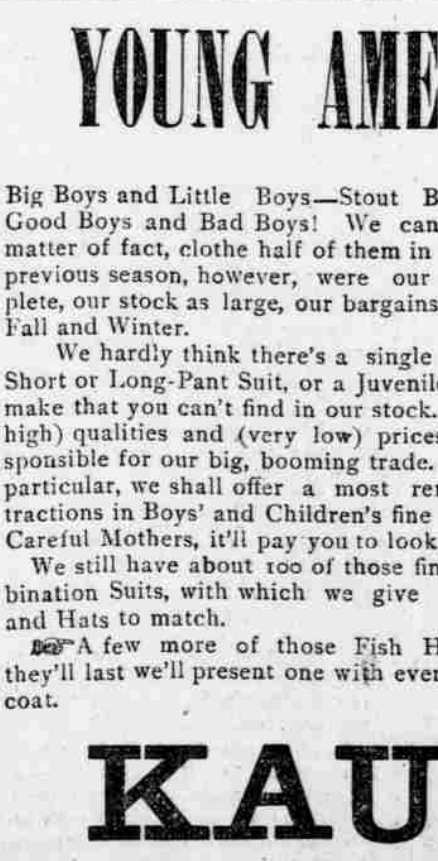 YOUNG AME
Big Boys and Little Boys—Stout B
Good Boys and Bad Boys! We can
matter of fact, clothe half of them in
previous season, however, were our
plete, our stock as large, our bargains
Fall and Winter.
We hardly think there's a single
Short or Long-Pant Suit, or a Juvenile
make that you can't find in our stock.
high) qualities and (very low) prices
sponsible for our big, booming trade.
particular, we shall offer a most re
tractions in Boys' and Children's fine
Careful Mothers, it'll pay you to look
We still have about 100 of those fin
bination Suits, with which we give
and Hats to match.
☞A few more of those Fish H
they'll last we'll present one with ever
coat.
KAU